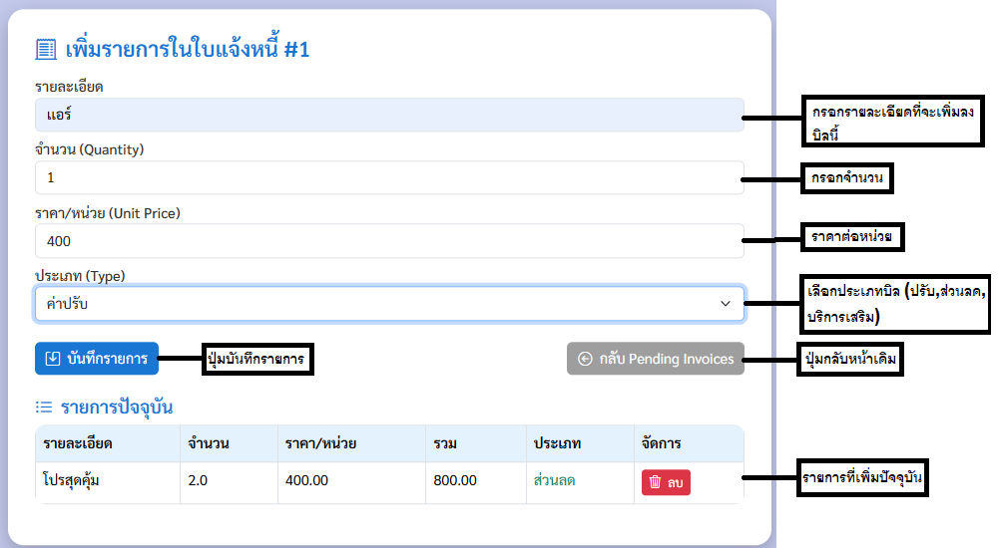 เพิ่มรายการในใบแจ้งหนี้ #1
รายละเอียด
แอร์
กรอกรายละเอียดที่จะเพิ่มลง
บิลนี้
จำนวน (Quantity)
1
กรอกจำนวน
ราคา/หน่วย (Unit Price)
400
ราคาต่อหน่วย
ประเภท (Type)
ค่าปรับ
เลือกประเภทบิล (ปรับ,ส่วนลด,
บริการเสริม)
บันทึกรายการ
ปุ่มบันทึกรายการ
กลับ Pending Invoices
ปุ่มกลับหน้าเดิม
รายการปัจจุบัน
รายละเอียด จำนวน ราคา/หน่วย รวม ประเภท จัดการ
โปรสุดคุ้ม 2.0 400.00 800.00 ส่วนลด ลบ
รายการที่เพิ่มปัจจุบัน